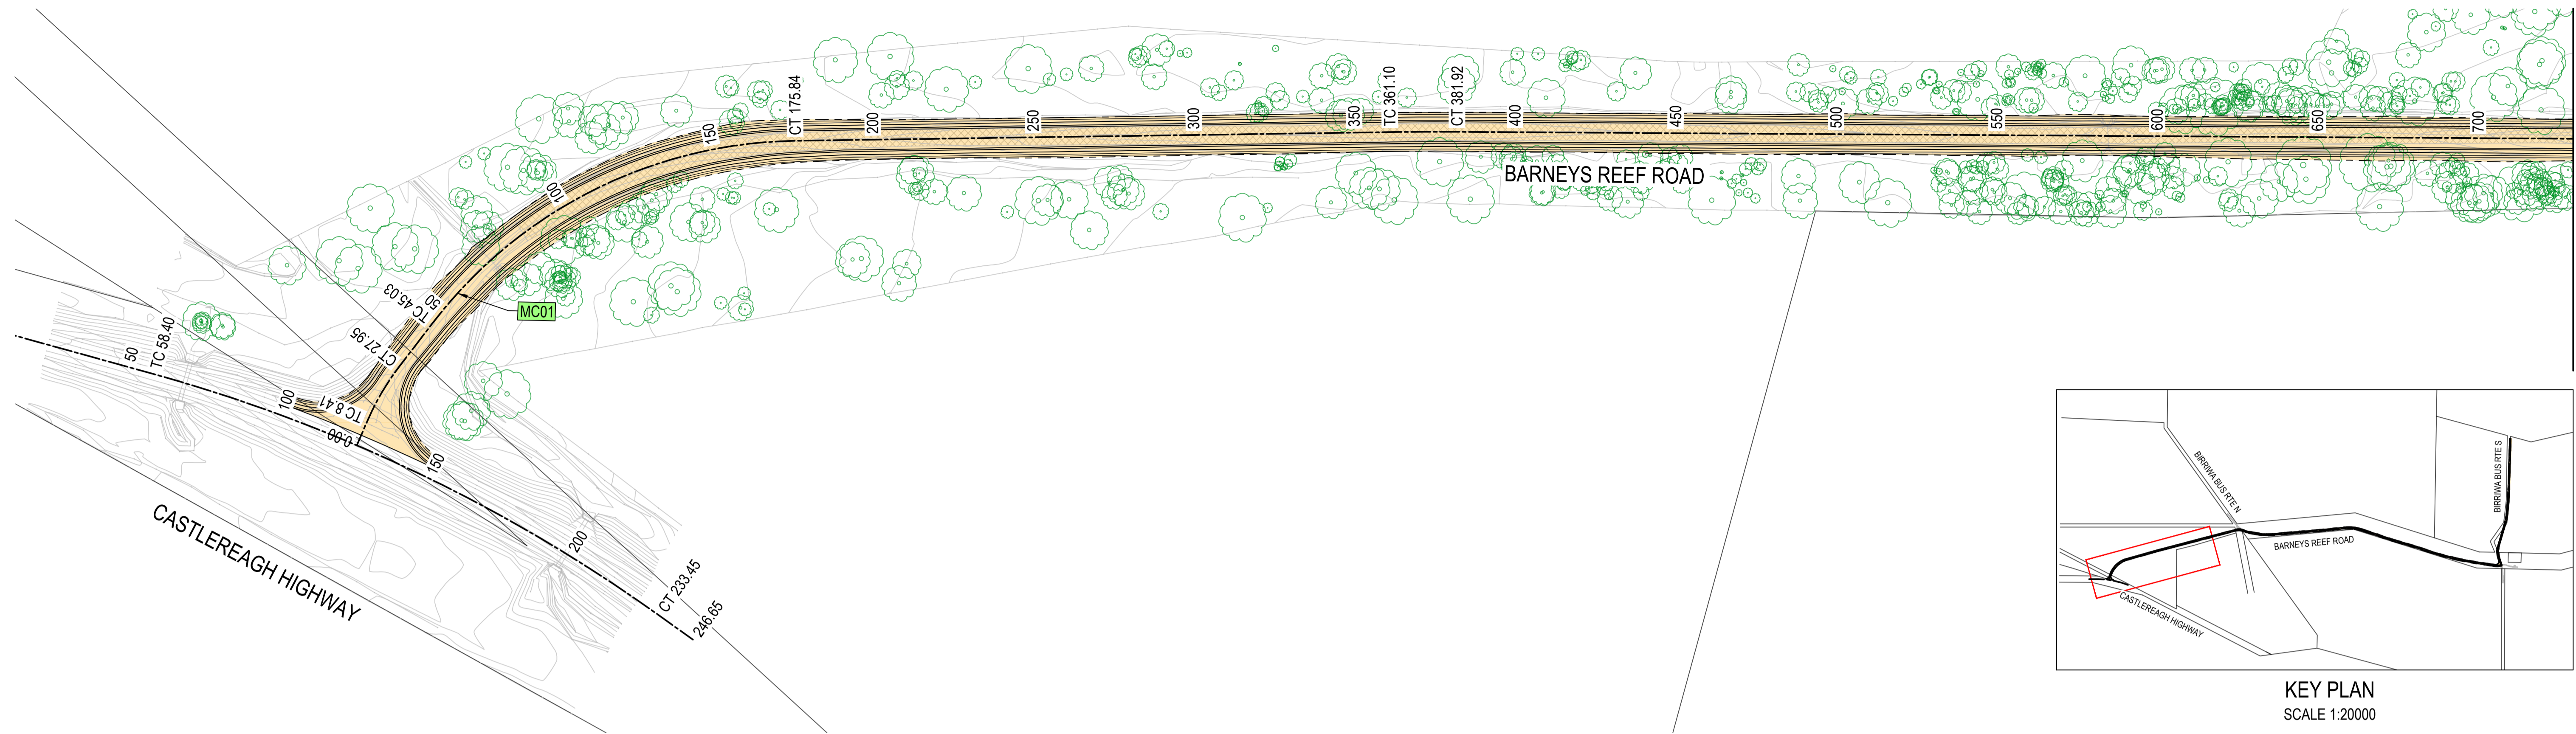 CT 175.84
TC 361.10
CT 381.92
150
200
250
300
350
400
450
500
550
600
650
700
BARNEYS REEF ROAD
100
50
TC 45.03
MC01
CT 27.95
TC 8.41
0.00
50
TC 58.40
100
150
200
CT 233.45
246.65
CASTLEREAGH HIGHWAY
BIRRIWA BUS RTE N
BIRRIWA BUS RTE S
BARNEYS REEF ROAD
CASTLEREAGH HIGHWAY
KEY PLAN
SCALE 1:20000